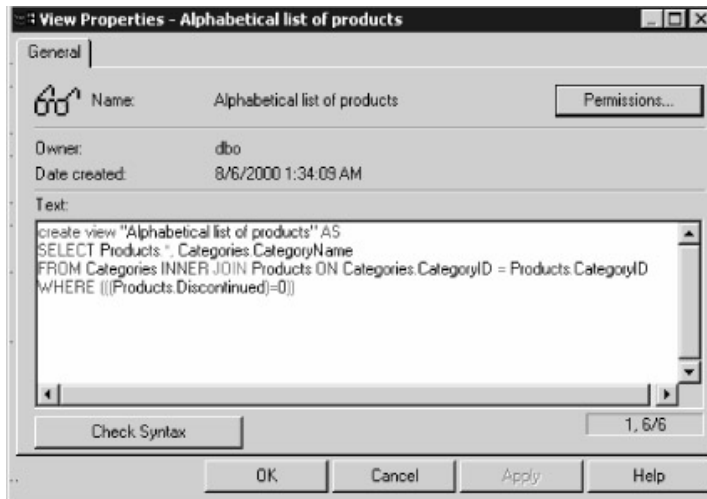 View Properties - Alphabetical list of products
General
Name: Alphabetical list of products
Permissions...
Owner: dbo
Date created: 8/6/2000 1:34:09 AM
Text:
create view "Alphabetical list of products" AS
SELECT Products.*, Categories.CategoryName
FROM Categories INNER JOIN Products ON Categories.CategoryID = Products.CategoryID
WHERE (((Products.Discontinued)=0))
Check Syntax
1, 6/6
OK Cancel Apply Help